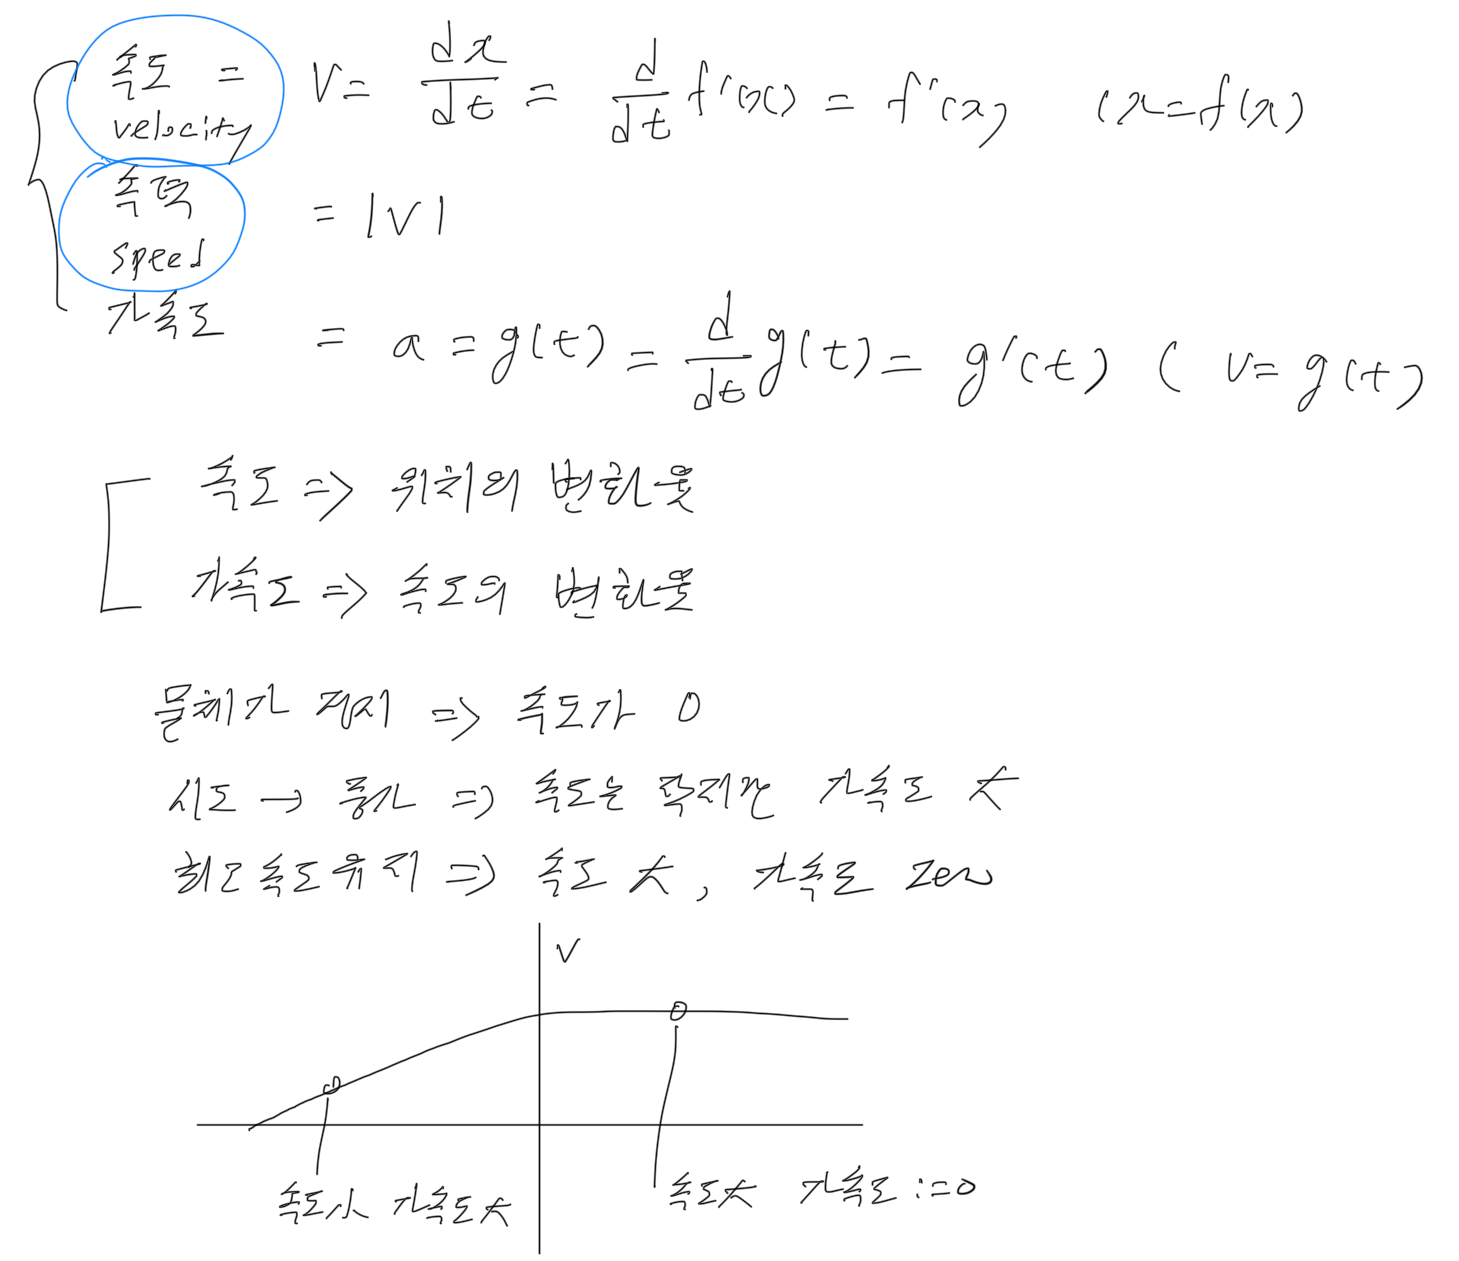 속도 = v = dx/dt = d/dt f'(x) = f'(x) (x=f(x)
velocity
속력 = |v|
speed
가속도 = a = g(t) = d/dt g(t) = g'(t) ( v = g(t)
속도 => 위치의 변화율
가속도 => 속도의 변화율
물체가 정지 => 속도가 0
시도 → 증가 => 속도는 작지만 가속도 大
최고속도유지 => 속도 大, 가속도 zero
v
속도小 가속도大
속도大 가속도 := 0